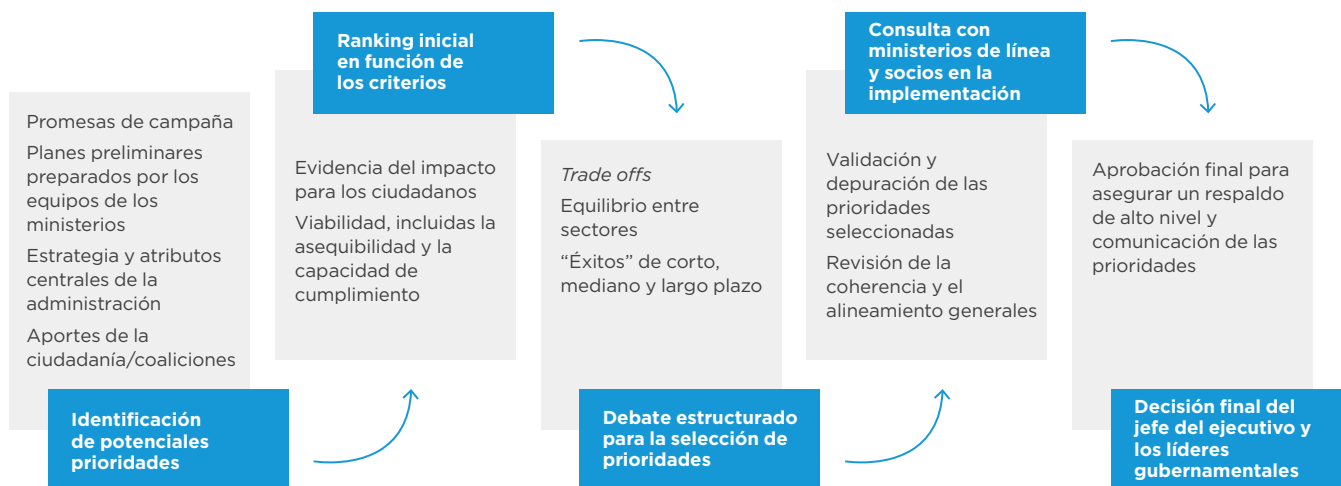 Promesas de campaña
Planes preliminares
preparados por los
equipos de los
ministerios
Estrategia y atributos
centrales de la
administración
Aportes de la
ciudadanía/coaliciones
Identificación
de potenciales
prioridades
Ranking inicial
en función de
los criterios
Evidencia del impacto
para los ciudadanos
Viabilidad, incluidas la
asequibilidad y la
capacidad de
cumplimiento
Trade offs
Equilibrio entre
sectores
“Éxitos” de corto,
mediano y largo plazo
Debate estructurado
para la selección de
prioridades
Consulta con
ministerios de línea
y socios en la
implementación
Validación y
depuración de las
prioridades
seleccionadas
Revisión de la
coherencia y el
alineamiento generales
Aprobación final para
asegurar un respaldo
de alto nivel y
comunicación de las
prioridades
Decisión final del
jefe del ejecutivo y
los líderes
gubernamentales